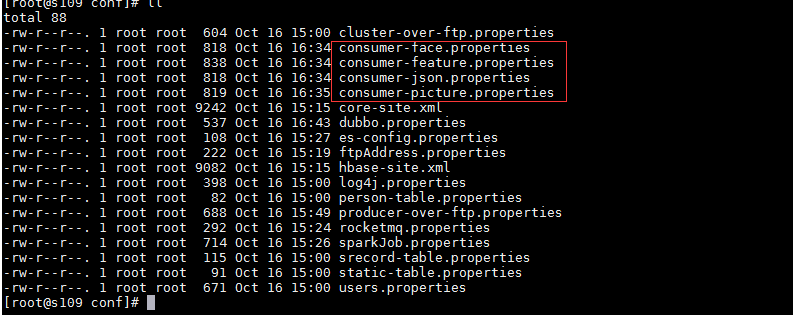 [root@s109 conf]# ll
total 88
-rw-r--r--. 1 root root  604 Oct 16 15:00 cluster-over-ftp.properties
-rw-r--r--. 1 root root  818 Oct 16 16:34 consumer-face.properties
-rw-r--r--. 1 root root  838 Oct 16 16:34 consumer-feature.properties
-rw-r--r--. 1 root root  818 Oct 16 16:34 consumer-json.properties
-rw-r--r--. 1 root root  819 Oct 16 16:35 consumer-picture.properties
-rw-r--r--. 1 root root 9242 Oct 16 15:15 core-site.xml
-rw-r--r--. 1 root root  537 Oct 16 16:43 dubbo.properties
-rw-r--r--. 1 root root  108 Oct 16 15:27 es-config.properties
-rw-r--r--. 1 root root  222 Oct 16 15:19 ftpAddress.properties
-rw-r--r--. 1 root root 9082 Oct 16 15:15 hbase-site.xml
-rw-r--r--. 1 root root  398 Oct 16 15:00 log4j.properties
-rw-r--r--. 1 root root   82 Oct 16 15:00 person-table.properties
-rw-r--r--. 1 root root  688 Oct 16 15:49 producer-over-ftp.properties
-rw-r--r--. 1 root root  292 Oct 16 15:24 rocketmq.properties
-rw-r--r--. 1 root root  714 Oct 16 15:26 sparkJob.properties
-rw-r--r--. 1 root root  115 Oct 16 15:00 srecord-table.properties
-rw-r--r--. 1 root root   91 Oct 16 15:00 static-table.properties
-rw-r--r--. 1 root root  671 Oct 16 15:00 users.properties
[root@s109 conf]#